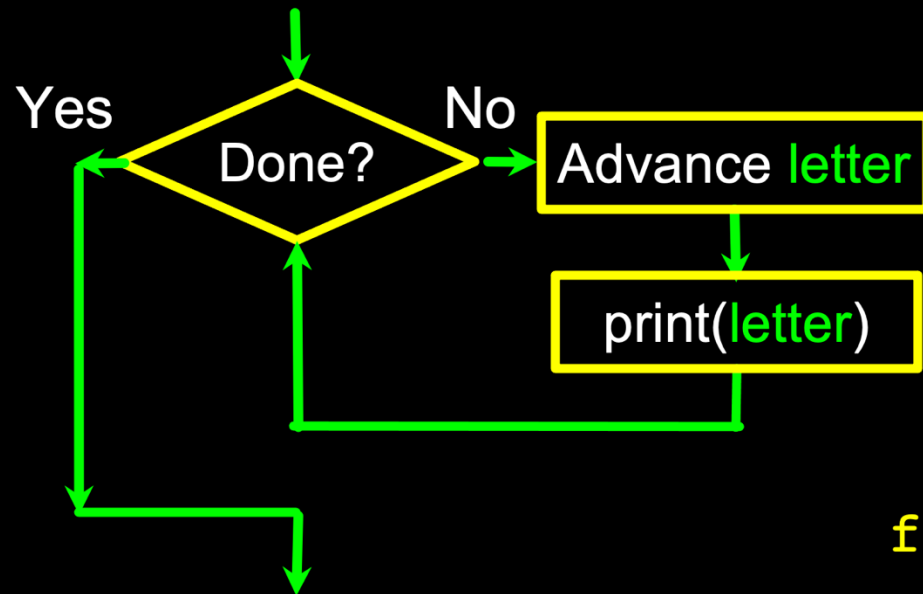 Yes
No
Done?
Advance letter
print(letter)
f